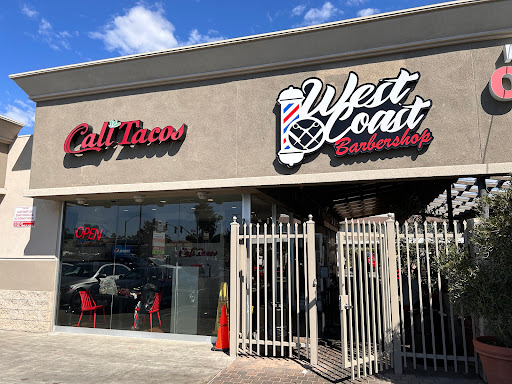 Cali Tacos
West
Coast
Barbershop
OPEN